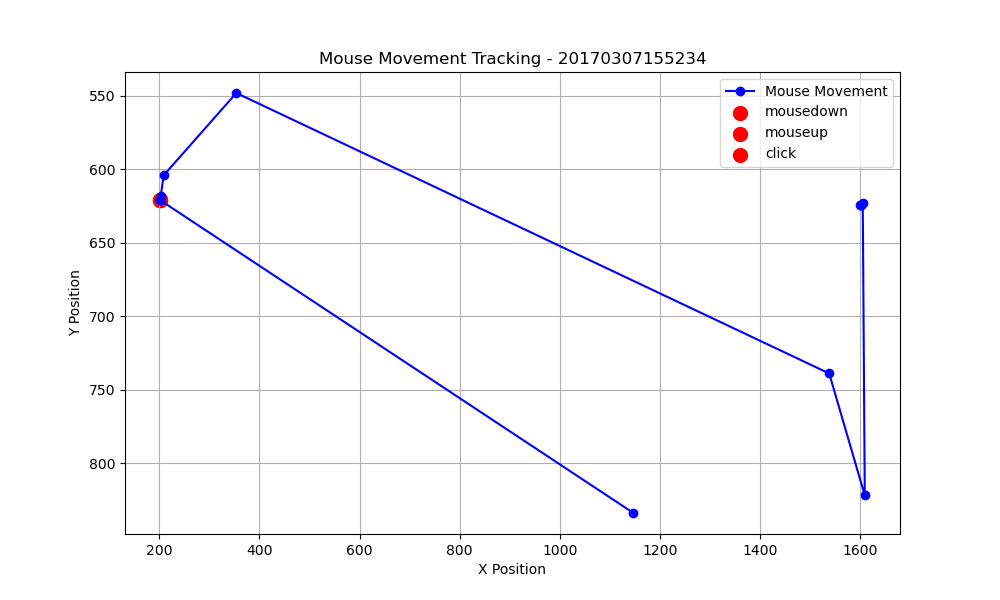 Mouse Movement Tracking - 20170307155234
Mouse Movement
mousedown
mouseup
click
550
600
650
700
750
800
Y Position
200 400 600 800 1000 1200 1400 1600
X Position